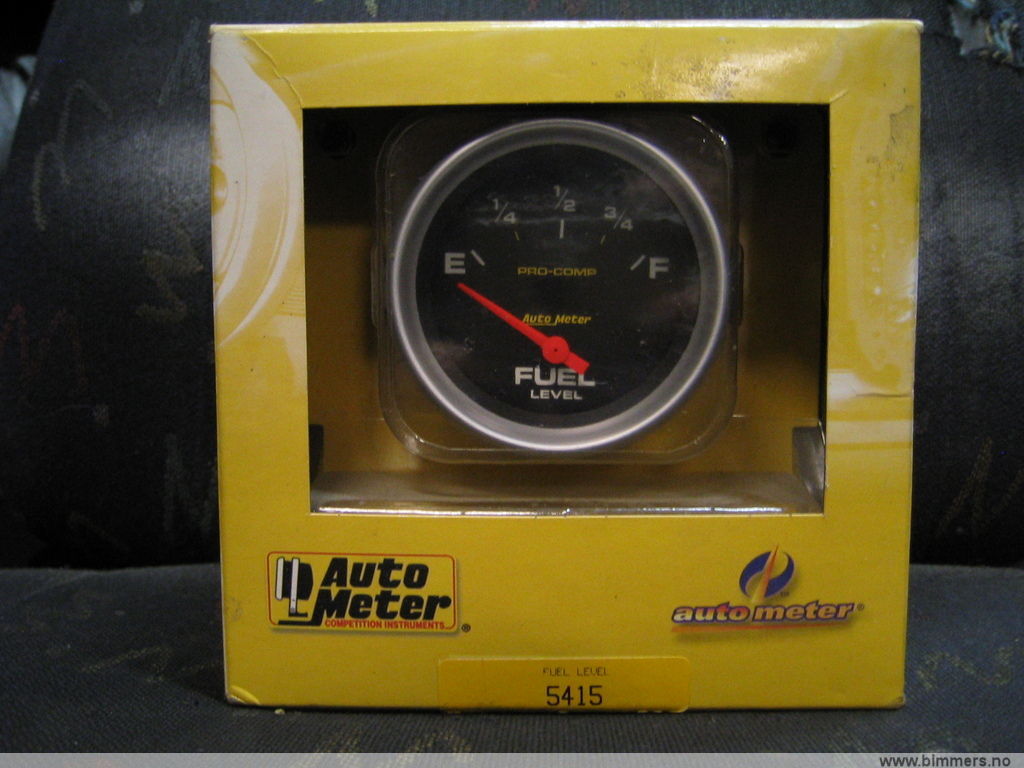 1/4
1/2
3/4
E
F
PRO-COMP
Auto Meter
FUEL
LEVEL
Auto
Meter
COMPETITION INSTRUMENTS
®
auto meter®
FUEL LEVEL
5415
www.bimmers.no